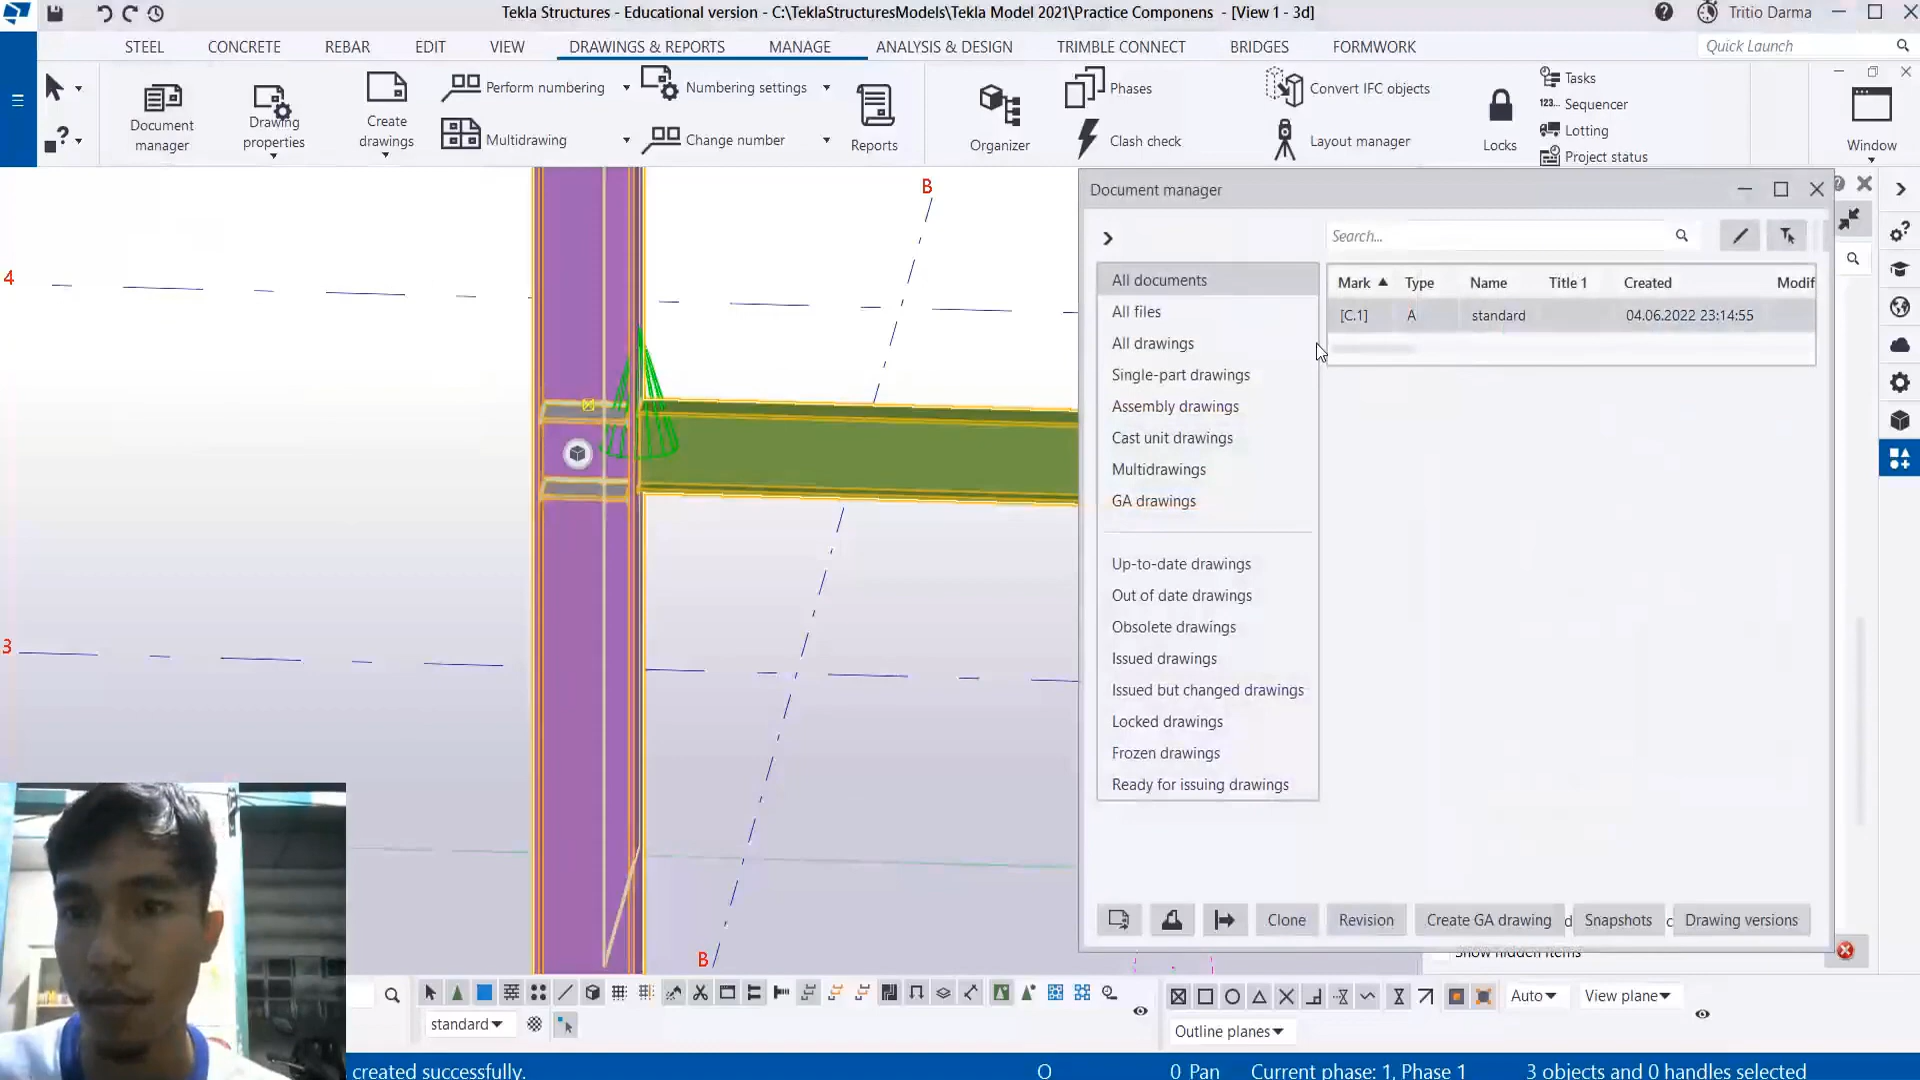 Tekla Structures - Educational version - C:\TeklaStructuresModels\Tekla Model 2021\Practice Componens - [View 1 - 3d]
Tritio Darma
STEEL CONCRETE REBAR EDIT VIEW DRAWINGS & REPORTS MANAGE ANALYSIS & DESIGN TRIMBLE CONNECT BRIDGES FORMWORK
Quick Launch
Document manager
Drawing properties
Create drawings
Perform numbering
Multidrawing
Numbering settings
Change number
Reports
Organizer
Phases
Clash check
Convert IFC objects
Layout manager
Locks
Tasks
123... Sequencer
Lotting
Project status
Window
B
4
3
B
Document manager
Search...
All documents
All files
All drawings
Single-part drawings
Assembly drawings
Cast unit drawings
Multidrawings
GA drawings
Up-to-date drawings
Out of date drawings
Obsolete drawings
Issued drawings
Issued but changed drawings
Locked drawings
Frozen drawings
Ready for issuing drawings
Mark Type Name Title 1 Created Modif
[C.1] A standard 04.06.2022 23:14:55
Clone Revision Create GA drawing Snapshots Drawing versions
Show hidden items
standard
Auto
View plane
Outline planes
created successfully.
O
0 Pan
Current phase: 1, Phase 1
3 objects and 0 handles selected